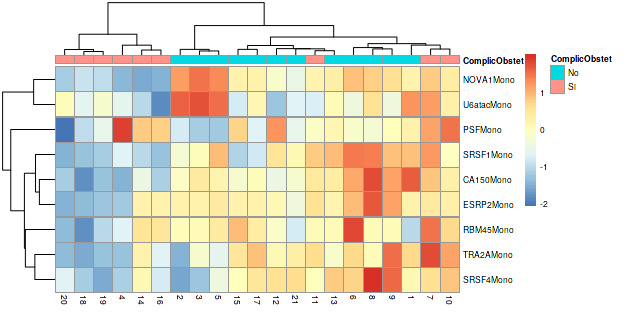 ComplicObstet
NOVA1Mono
U6atacMono
PSFMono
SRSF1Mono
CA150Mono
ESRP2Mono
RBM45Mono
TRA2AMono
SRSF4Mono
20 18 19 4 14 16 2 3 5 15 17 12 21 11 13 6 8 9 1 7 10
1
0
-1
-2
ComplicObstet
No
Si